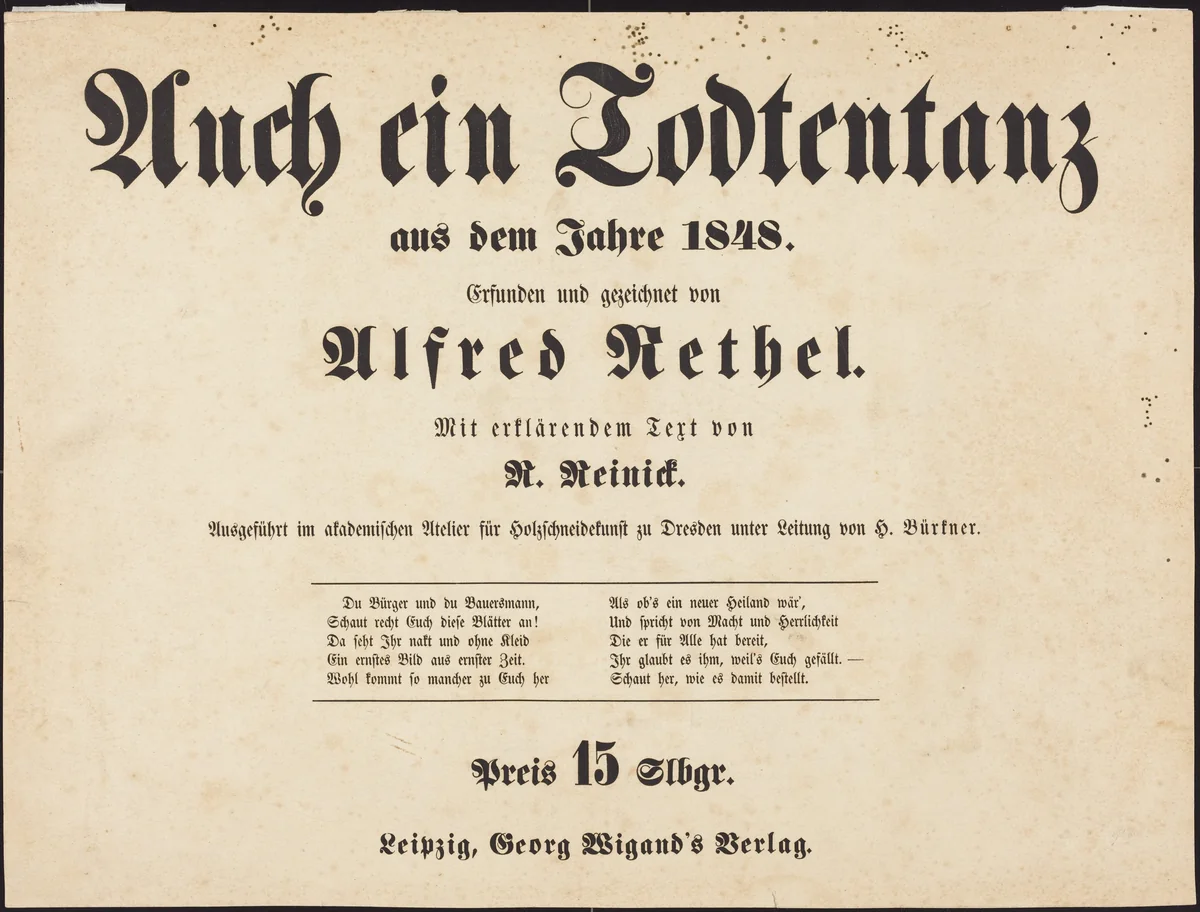 Auch ein Todtentanz
aus dem Jahre 1848.
Erfunden und gezeichnet von
Alfred Rethel.
Mit erklärendem Text von
R. Reinick.
Ausgeführt im akademischen Atelier für Holzschneidekunst zu Dresden unter Leitung von H. Bürkner.
Du Bürger und du Bauersmann,
Schaut recht Euch diese Blätter an!
Da seht Ihr nakt und ohne Kleid
Ein ernstes Bild aus ernster Zeit.
Wohl kommt so mancher zu Euch her
Als ob's ein neuer Heiland wär',
Und spricht von Macht und Herrlichkeit
Die er für Alle hat bereit,
Ihr glaubt es ihm, weil's Euch gefällt. —
Schaut her, wie es damit bestellt.
Preis 15 Slbgr.
Leipzig, Georg Wigand's Verlag.